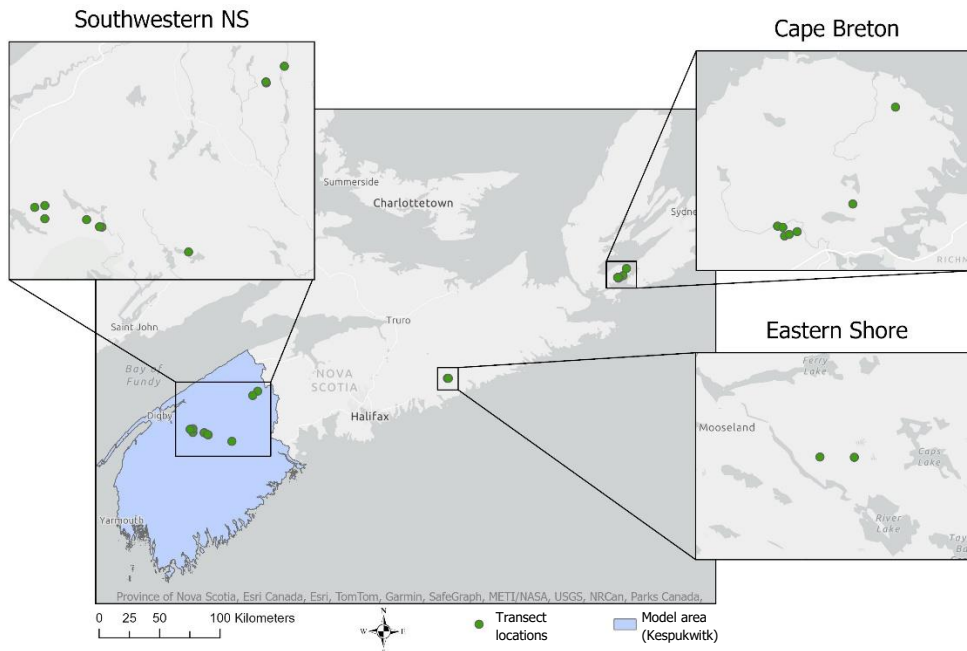 Southwestern NS
Cape Breton
RICHM
Summerside
Charlottetown
Sydne
Saint John
Truro
Bay of
Fundy
NOVA
SCOTIA
Digby
Halifax
Yarmouth
Eastern Shore
Ferry
Lake
Mooseland
Caps
Lake
River
Lake
Tay
Ba
Province of Nova Scotia, Esri Canada, Esri, TomTom, Garmin, SafeGraph, METI/NASA, USGS, NRCan, Parks Canada,
0 25 50 100 Kilometers
N
W E
Transect
locations
Model area
(Kespukwitk)